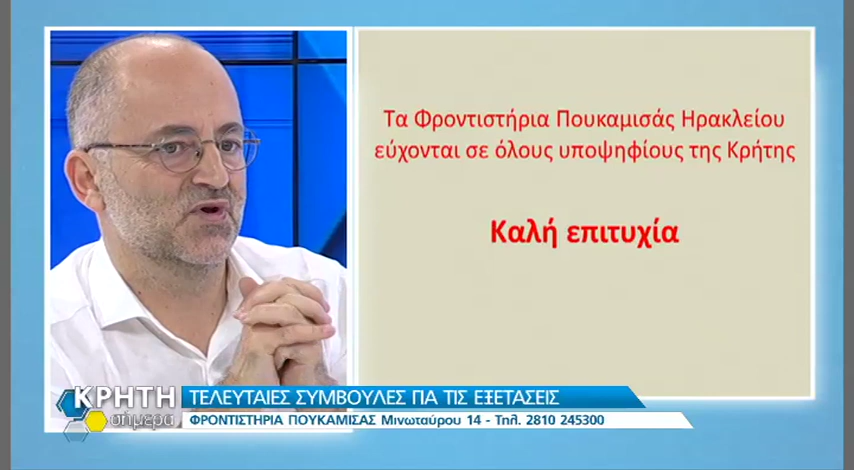 Τα Φροντιστήρια Πουκαμισάς Ηρακλείου
εύχονται σε όλους υποψηφίους της Κρήτης
Καλή επιτυχία
ΚΡΗΤΗ
σήμερα
ΤΕΛΕΥΤΑΙΕΣ ΣΥΜΒΟΥΛΕΣ ΓΙΑ ΤΙΣ ΕΞΕΤΑΣΕΙΣ
ΦΡΟΝΤΙΣΤΗΡΙΑ ΠΟΥΚΑΜΙΣΑΣ Μινωταύρου 14 - Τηλ. 2810 245300